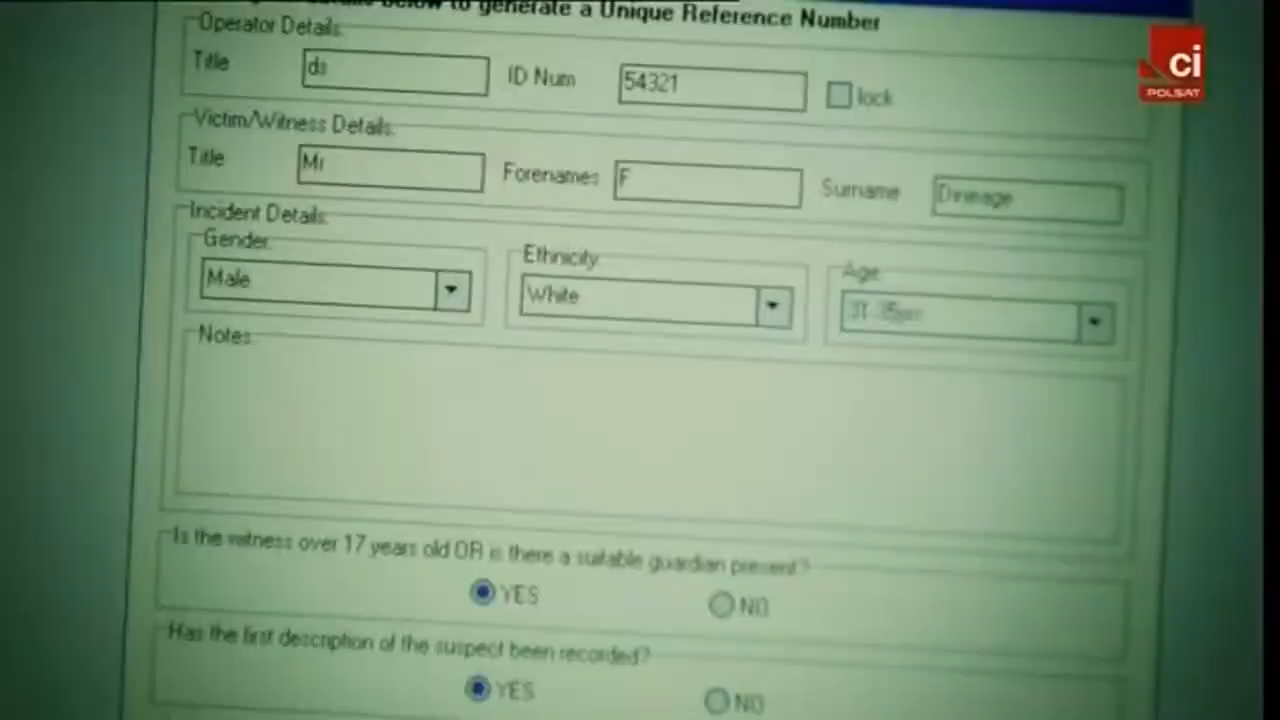 below to generate a Unique Reference Number
Operator Details:
Title ds ID Num 54321 lock
Victim/Witness Details:
Title Mr Forenames F Surname Dineage
Incident Details:
Gender Ethnicity Age
Male White 31
Notes
Is the witness over 17 years old OR is there a suitable guardian present?
YES NO
Has the first description of the suspect been recorded?
YES NO
ci
POLSAT